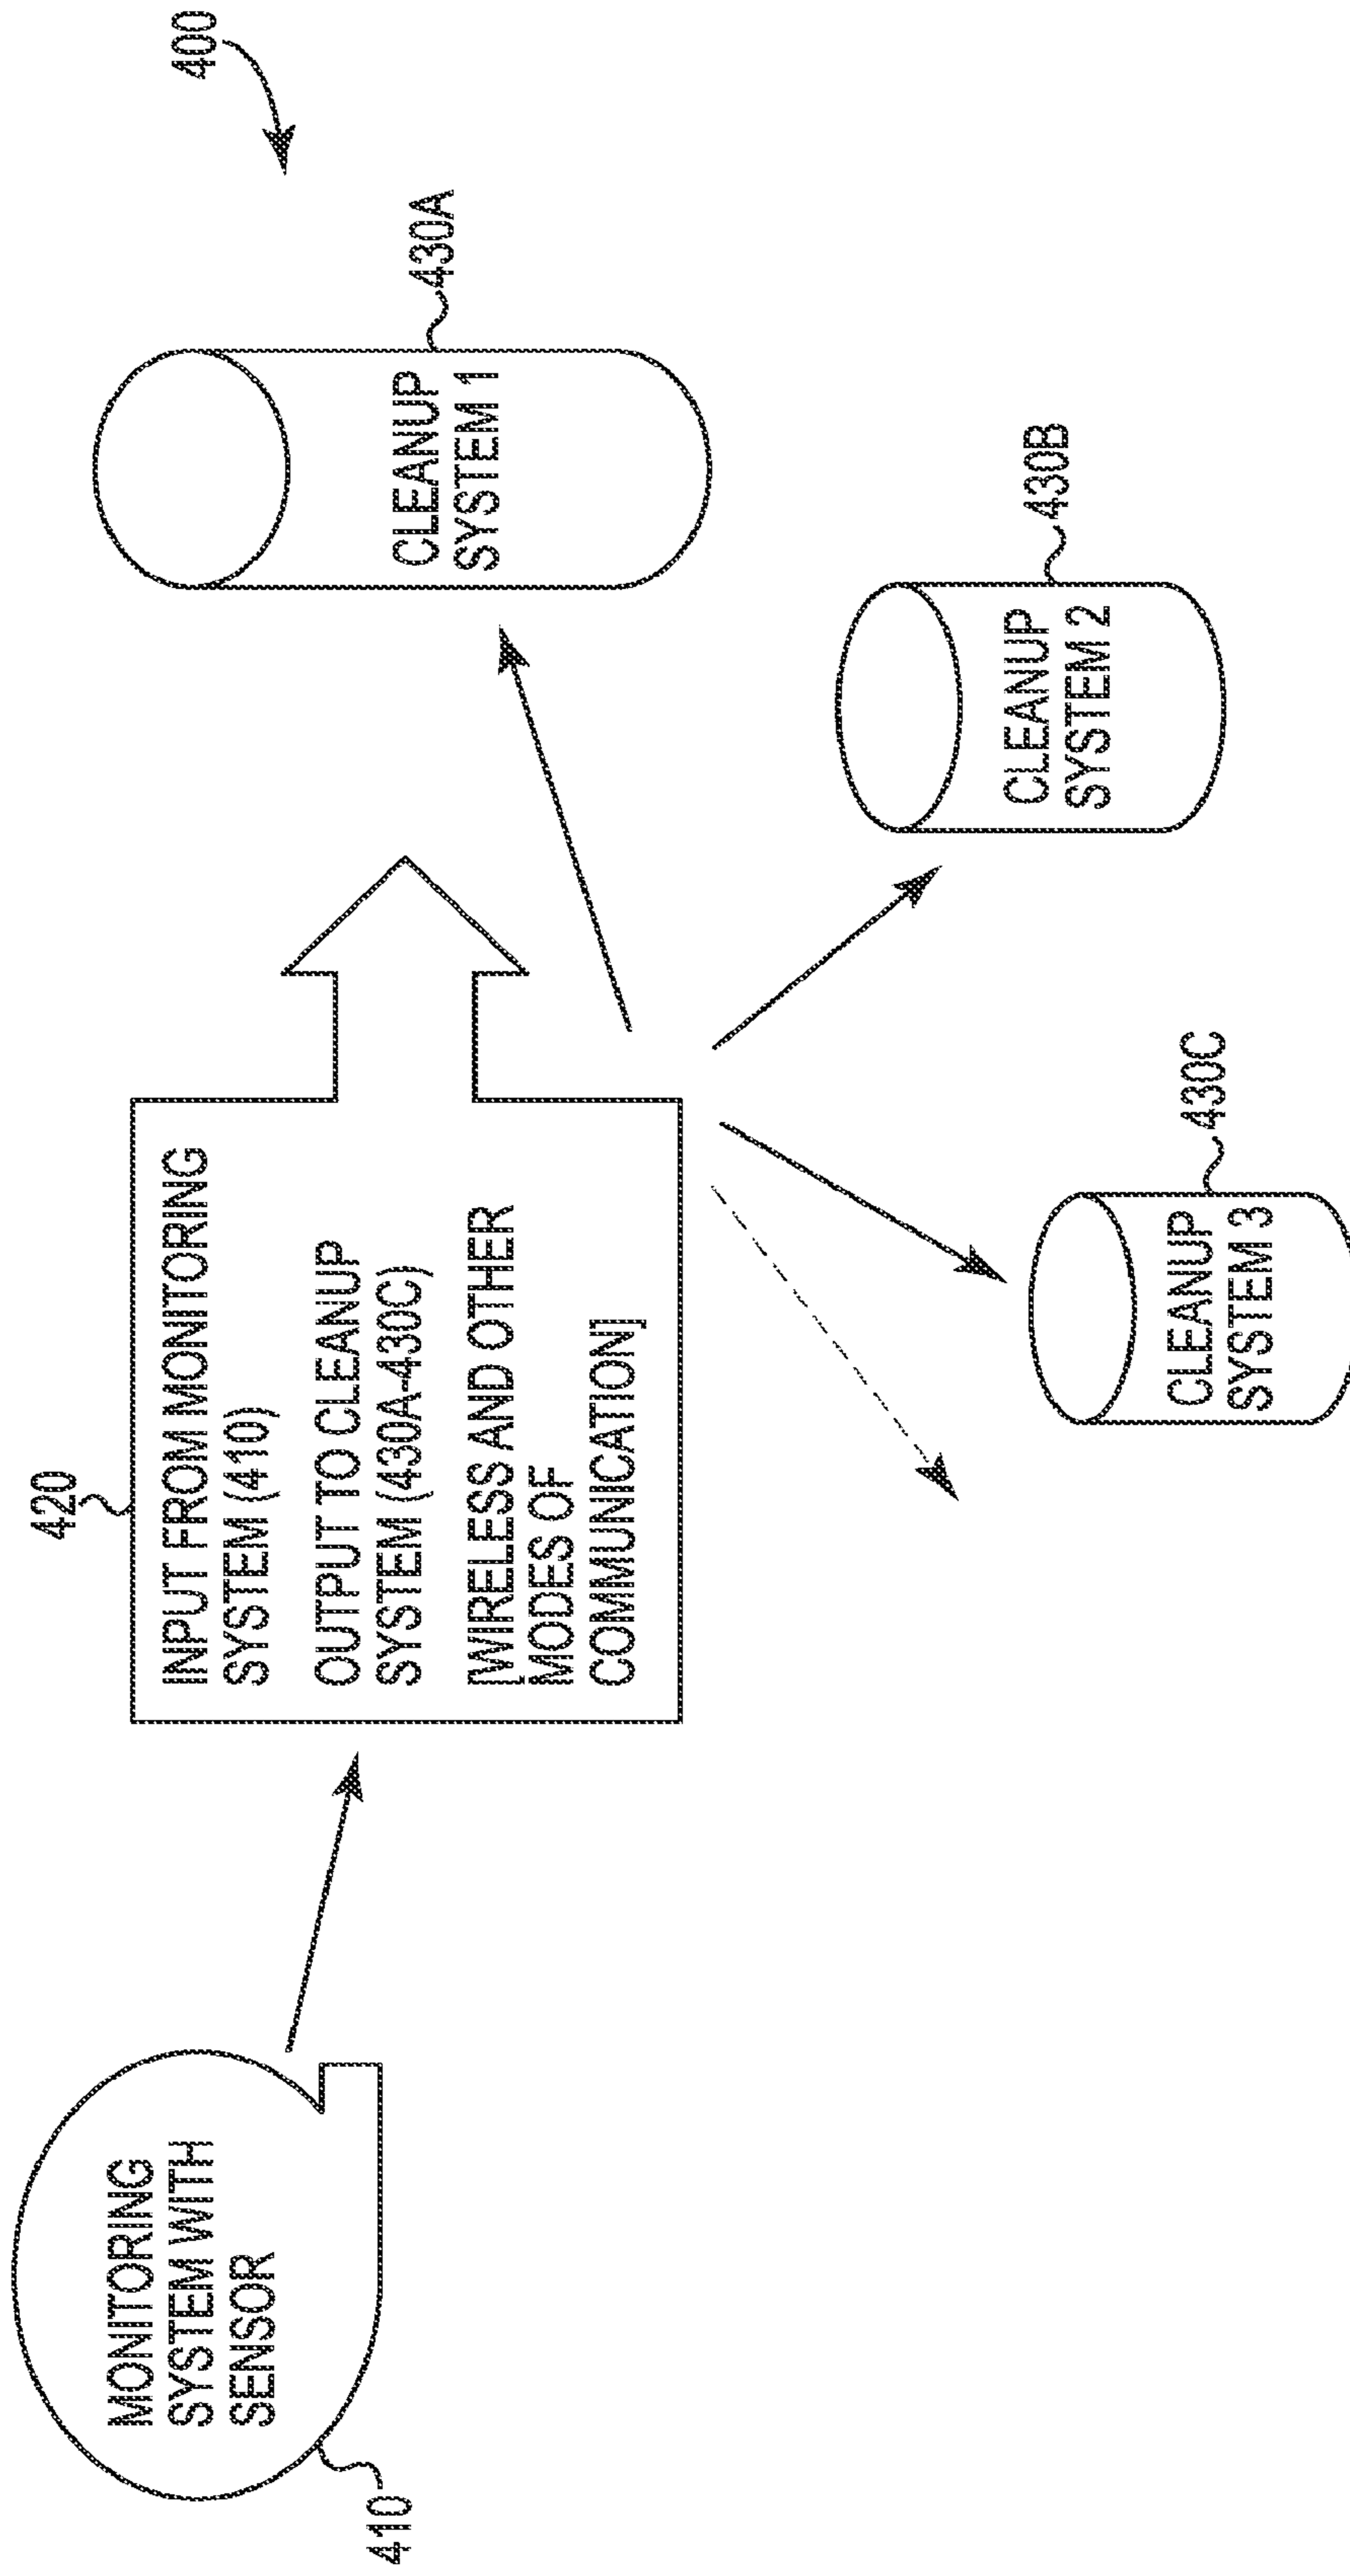 400
420
INPUT FROM MONITORING
SYSTEM (410)
OUTPUT TO CLEANUP
SYSTEM (430A-430C)
[WIRELESS AND OTHER
MODES OF
COMMUNICATION]
MONITORING
SYSTEM WITH
SENSOR
410
CLEANUP
SYSTEM 1
430A
CLEANUP
SYSTEM 2
430B
CLEANUP
SYSTEM 3
430C